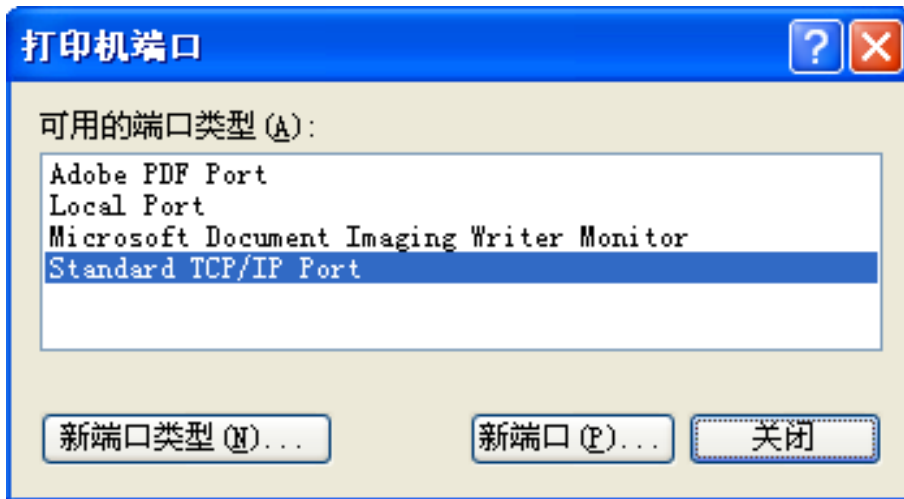 打印机端口
可用的端口类型(A):
Adobe PDF Port
Local Port
Microsoft Document Imaging Writer Monitor
Standard TCP/IP Port
新端口类型(N)... 新端口(P)... 关闭